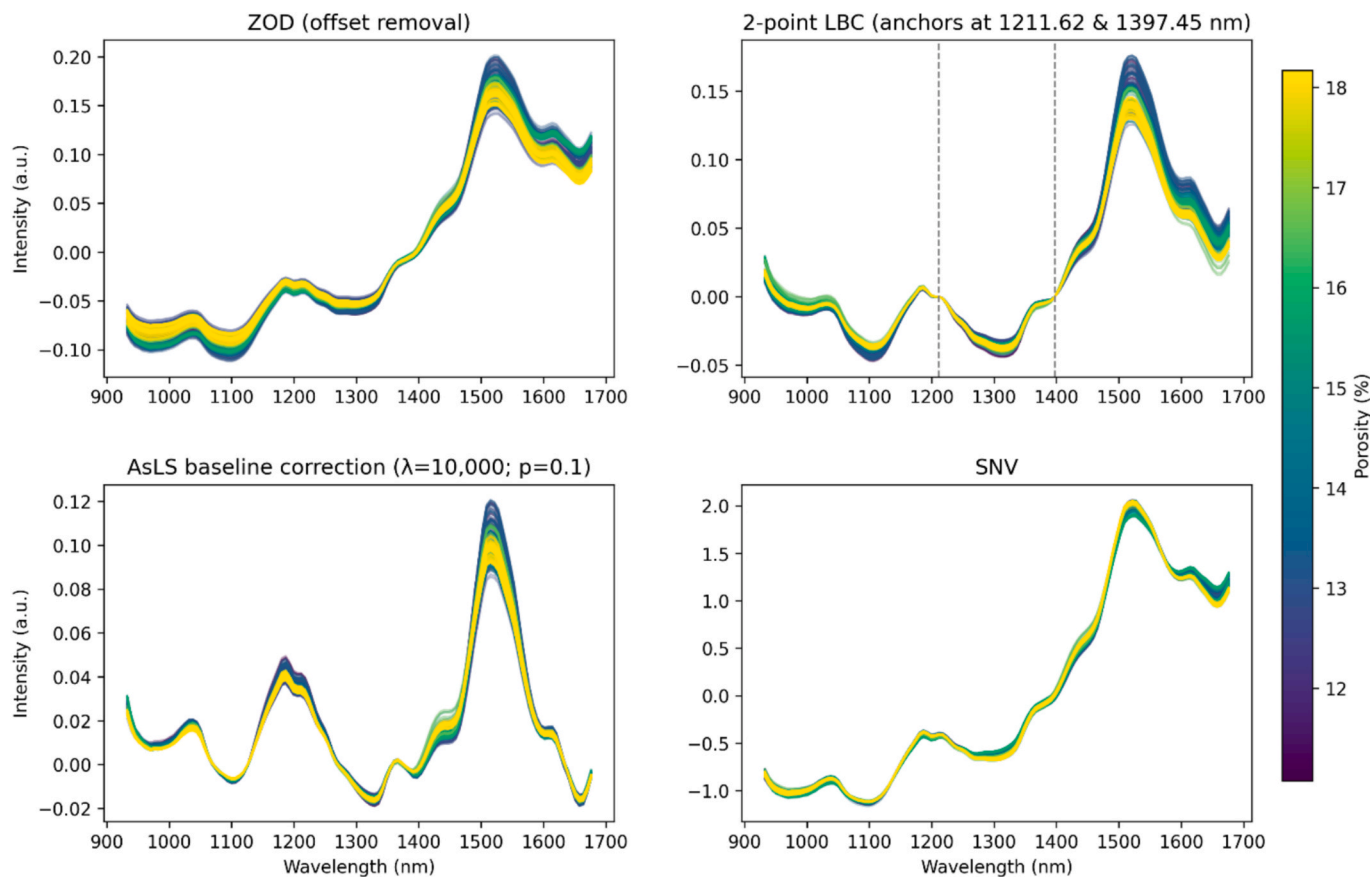 ZOD (offset removal)
2-point LBC (anchors at 1211.62 & 1397.45 nm)
Intensity (a.u.)
0.20
0.15
0.10
0.05
0.00
−0.05
−0.10
900 1000 1100 1200 1300 1400 1500 1600 1700
0.15
0.10
0.05
0.00
−0.05
900 1000 1100 1200 1300 1400 1500 1600 1700
AsLS baseline correction (λ=10,000; p=0.1)
SNV
Intensity (a.u.)
0.12
0.10
0.08
0.06
0.04
0.02
0.00
−0.02
900 1000 1100 1200 1300 1400 1500 1600 1700
Wavelength (nm)
2.0
1.5
1.0
0.5
0.0
−0.5
−1.0
900 1000 1100 1200 1300 1400 1500 1600 1700
Wavelength (nm)
18
17
16
15
14
13
12
Porosity (%)